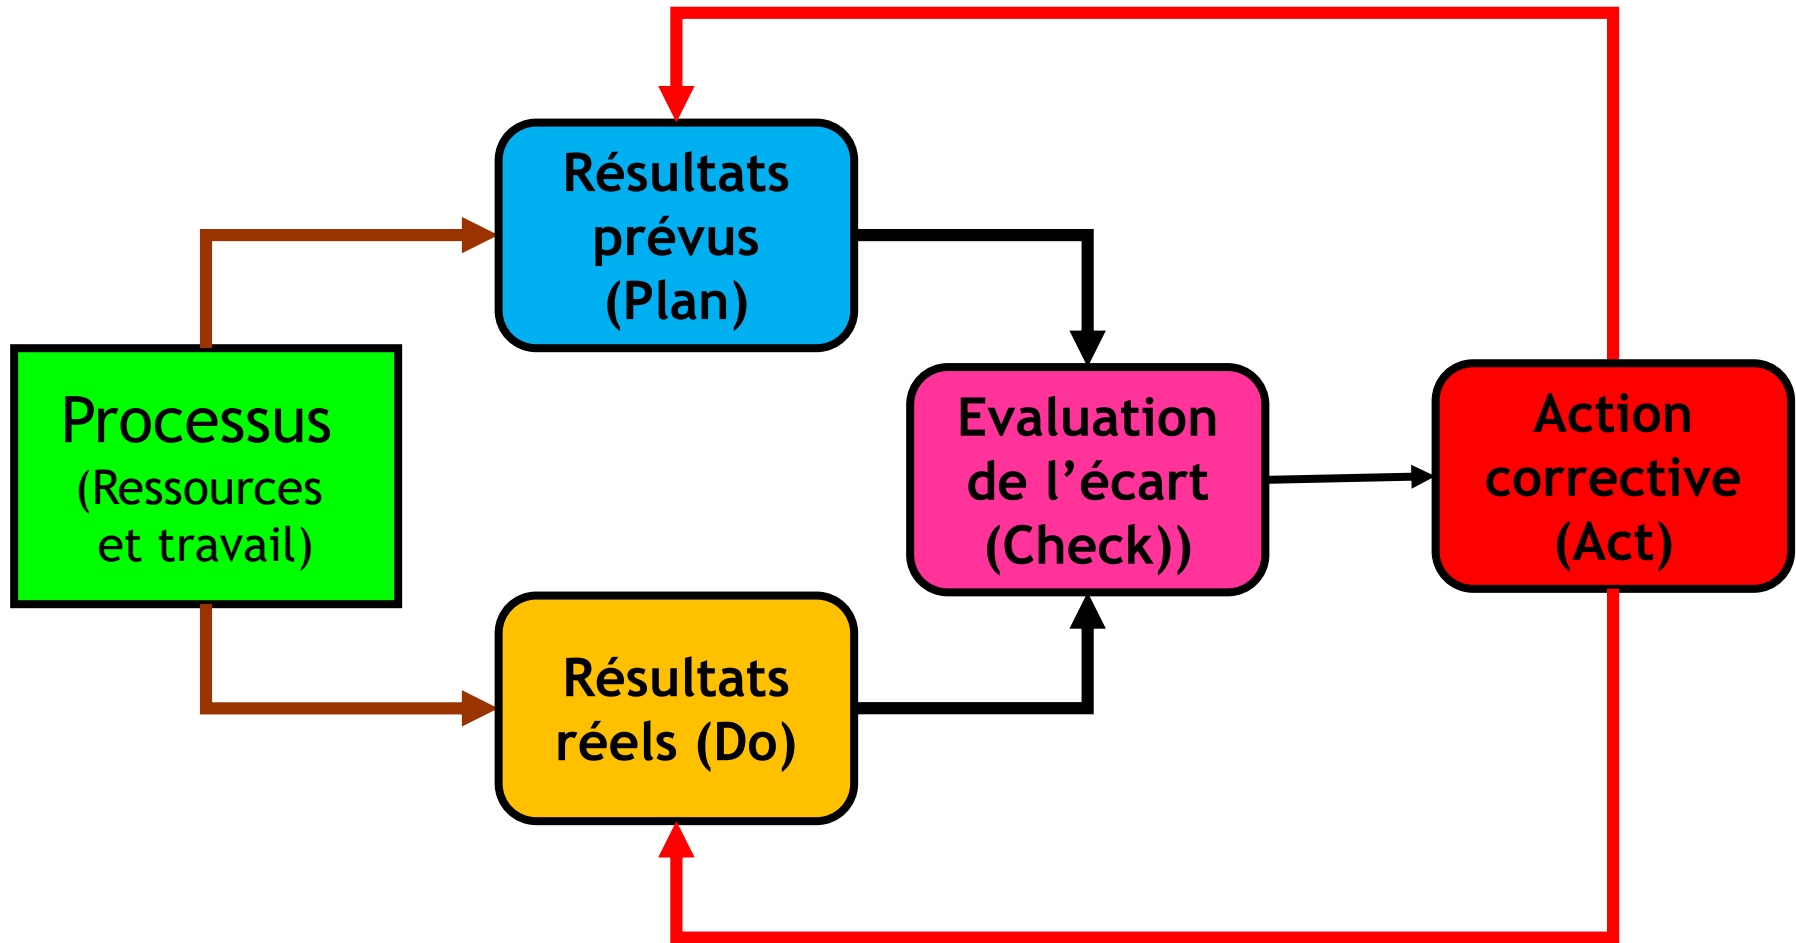 Résultats
prévus
(Plan)
Processus
(Ressources
et travail)
Evaluation
de l’écart
(Check))
Action
corrective
(Act)
Résultats
réels (Do)